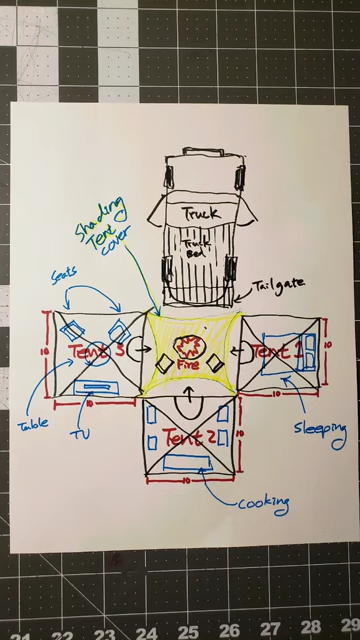 Truck
Shading
Tent
cover
Truck
Bed
Seats
Tailgate
10
Tent 3
Fire
Tent 1
10
10
10
Table
TV
Tent 2
10
Sleeping
10
Cooking
21 22 23 24 25 26 27 28 29